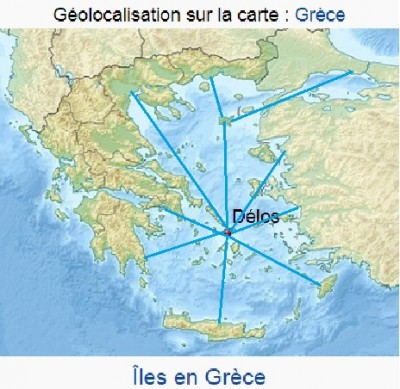 Géolocalisation sur la carte : Grèce
Délos
Îles en Grèce